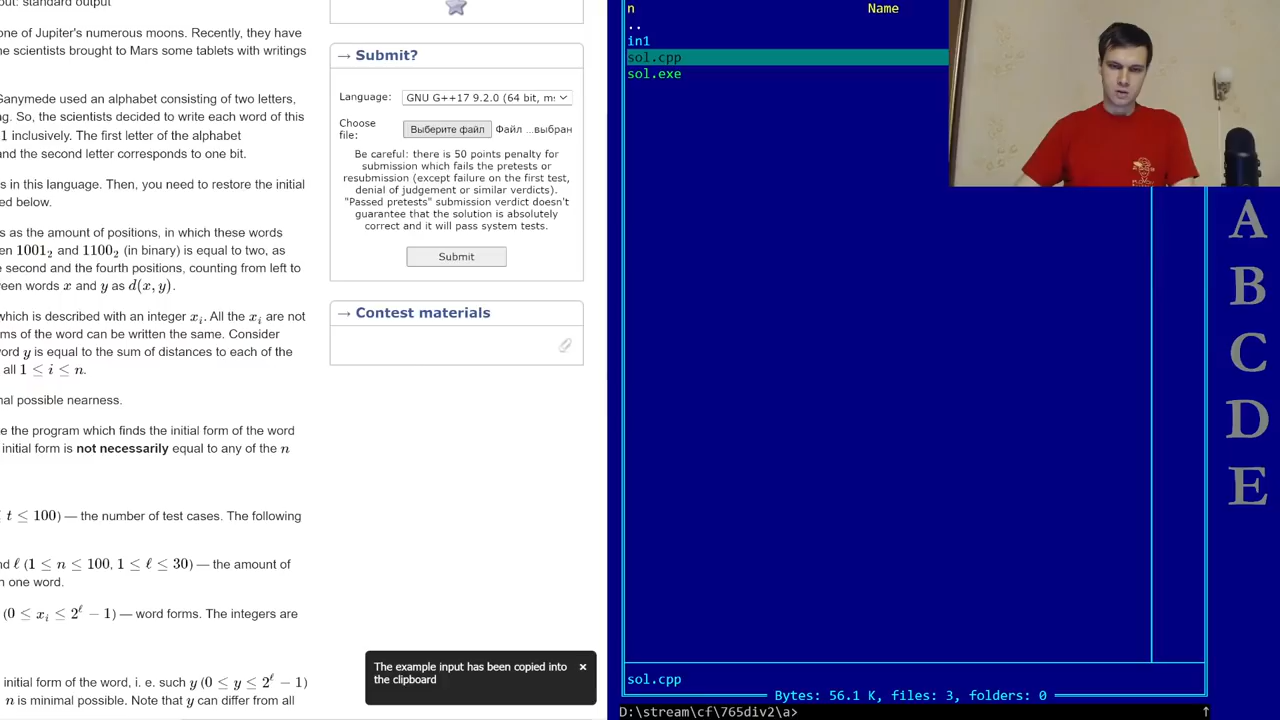 put: standard output
one of Jupiter's numerous moons. Recently, they have
ne scientists brought to Mars some tablets with writings
Ganymede used an alphabet consisting of two letters,
ng. So, the scientists decided to write each word of this
1 inclusively. The first letter of the alphabet
and the second letter corresponds to one bit.
s in this language. Then, you need to restore the initial
ed below.
s as the amount of positions, in which these words
en 1001₂ and 1100₂ (in binary) is equal to two, as
e second and the fourth positions, counting from left to
ween words x and y as d(x, y).
which is described with an integer xᵢ. All the xᵢ are not
ms of the word can be written the same. Consider
ord y is equal to the sum of distances to each of the
all 1 ≤ i ≤ n.
nal possible nearness.
e the program which finds the initial form of the word
initial form is not necessarily equal to any of the n
≤ t ≤ 100) — the number of test cases. The following
nd ℓ (1 ≤ n ≤ 100, 1 ≤ ℓ ≤ 30) — the amount of
n one word.
(0 ≤ xᵢ ≤ 2^ℓ − 1) — word forms. The integers are
initial form of the word, i. e. such y (0 ≤ y ≤ 2^ℓ − 1)
n is minimal possible. Note that y can differ from all
→ Submit?
Language: GNU G++17 9.2.0 (64 bit, m:
Choose file: Выберите файл Файл ...выбран
Be careful: there is 50 points penalty for
submission which fails the pretests or
resubmission (except failure on the first test,
denial of judgement or similar verdicts).
"Passed pretests" submission verdict doesn't
guarantee that the solution is absolutely
correct and it will pass system tests.
Submit
→ Contest materials
The example input has been copied into
the clipboard ×
n Name
..
in1
sol.cpp
sol.exe
sol.cpp
Bytes: 56.1 K, files: 3, folders: 0
D:\stream\cf\765div2\a> ↑
A
B
C
D
E